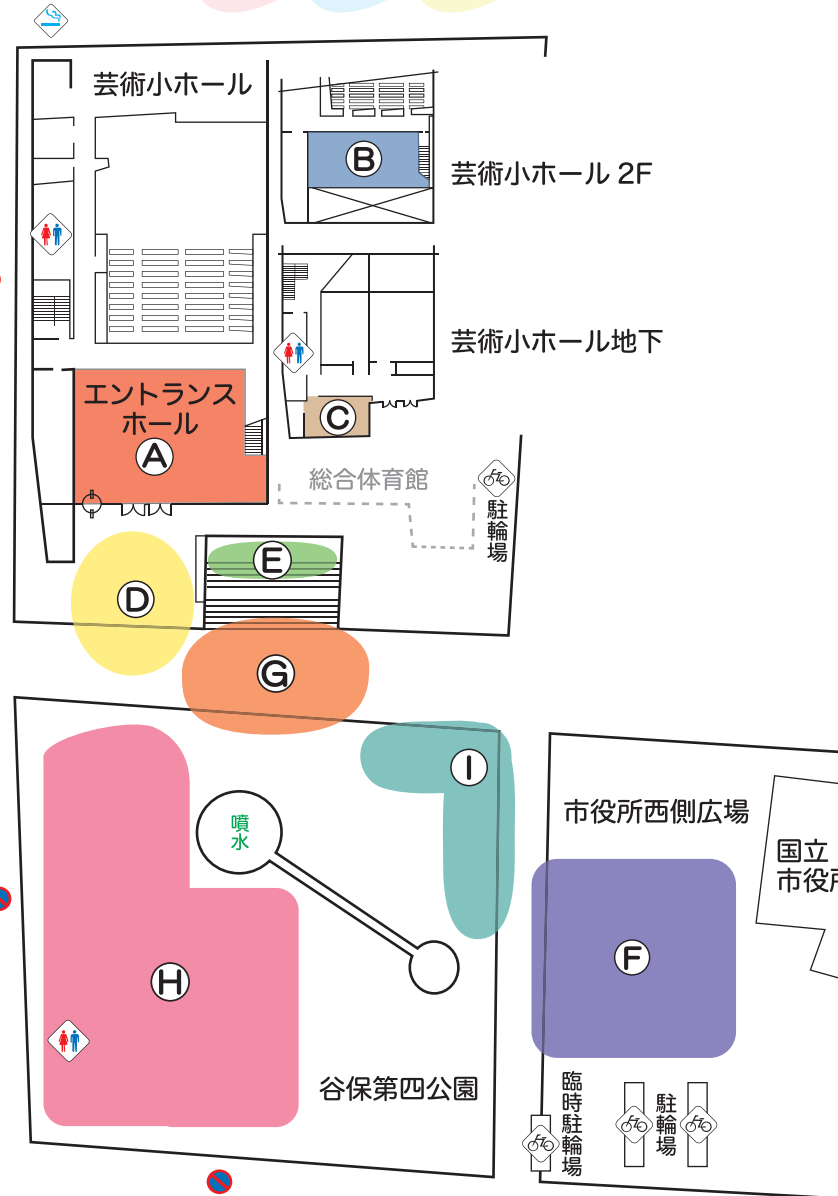 芸術小ホール
B
芸術小ホール 2F
芸術小ホール地下
エントランス
ホール
A
C
総合体育館
駐輪場
E
D
G
I
噴水
市役所西側広場
国立
市役所
F
H
谷保第四公園
臨時駐輪場
駐輪場